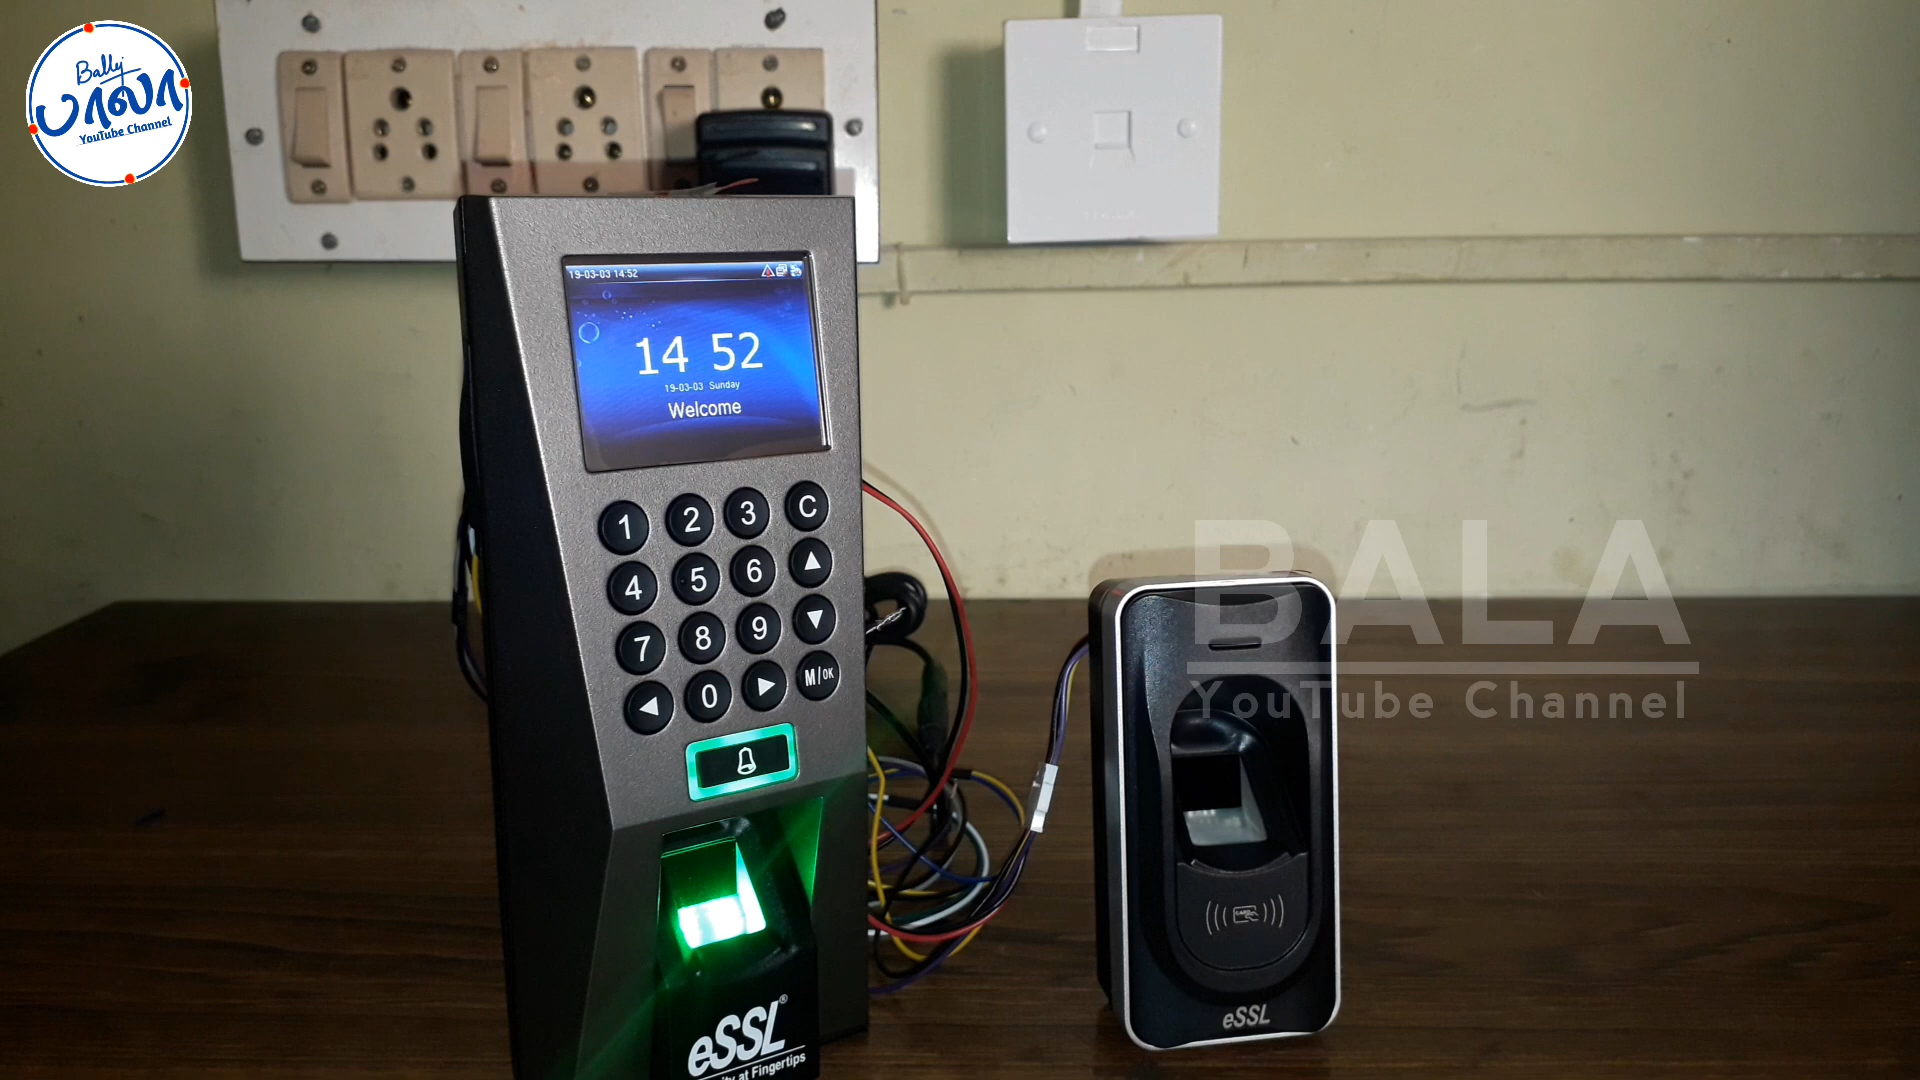 Bally
பாலா
YouTube Channel
19-03-03 14:52
14 52
19-03-03 Sunday
Welcome
1 2 3 C
4 5 6 ▲
7 8 9 ▼
◀ 0 ▶ M/OK
eSSL®
at Fingertips
BALA
YouTube Channel
CARD
eSSL